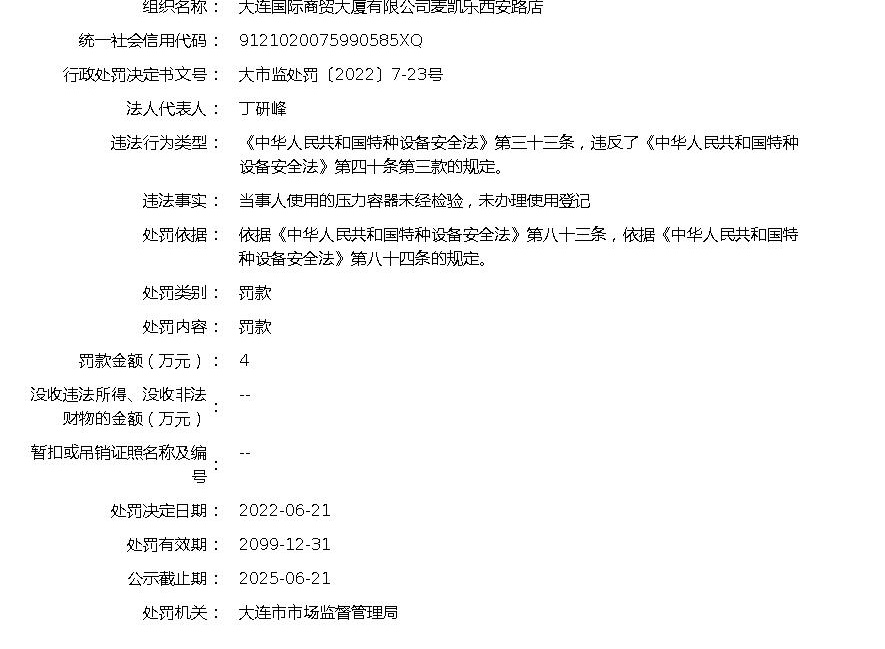 组织名称： 大连国际商贸大厦有限公司麦凯乐西安路店
统一社会信用代码： 9121020075990585XQ
行政处罚决定书文号： 大市监处罚〔2022〕7-23号
法人代表人： 丁研峰
违法行为类型： 《中华人民共和国特种设备安全法》第三十三条，违反了《中华人民共和国特种
设备安全法》第四十条第三款的规定。
违法事实： 当事人使用的压力容器未经检验，未办理使用登记
处罚依据： 依据《中华人民共和国特种设备安全法》第八十三条，依据《中华人民共和国特
种设备安全法》第八十四条的规定。
处罚类别： 罚款
处罚内容： 罚款
罚款金额（万元）： 4
没收违法所得、没收非法
财物的金额（万元）： --
暂扣或吊销证照名称及编
号： --
处罚决定日期： 2022-06-21
处罚有效期： 2099-12-31
公示截止期： 2025-06-21
处罚机关： 大连市市场监督管理局